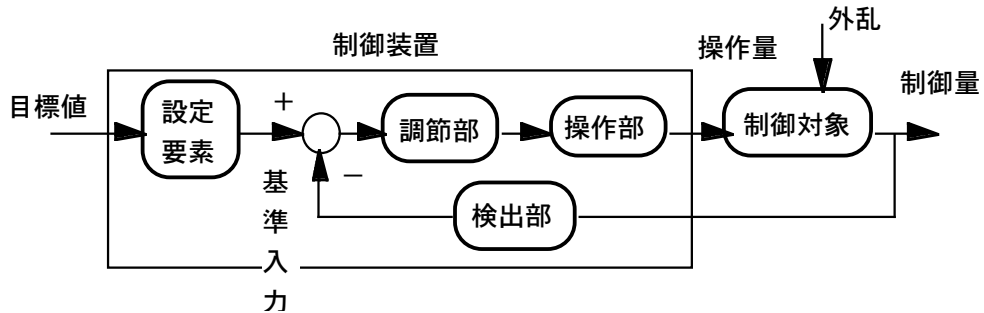 外乱
制御装置
操作量
目標値
制御量
設定
要素
+
調節部
操作部
制御対象
−
基
準
入
力
検出部